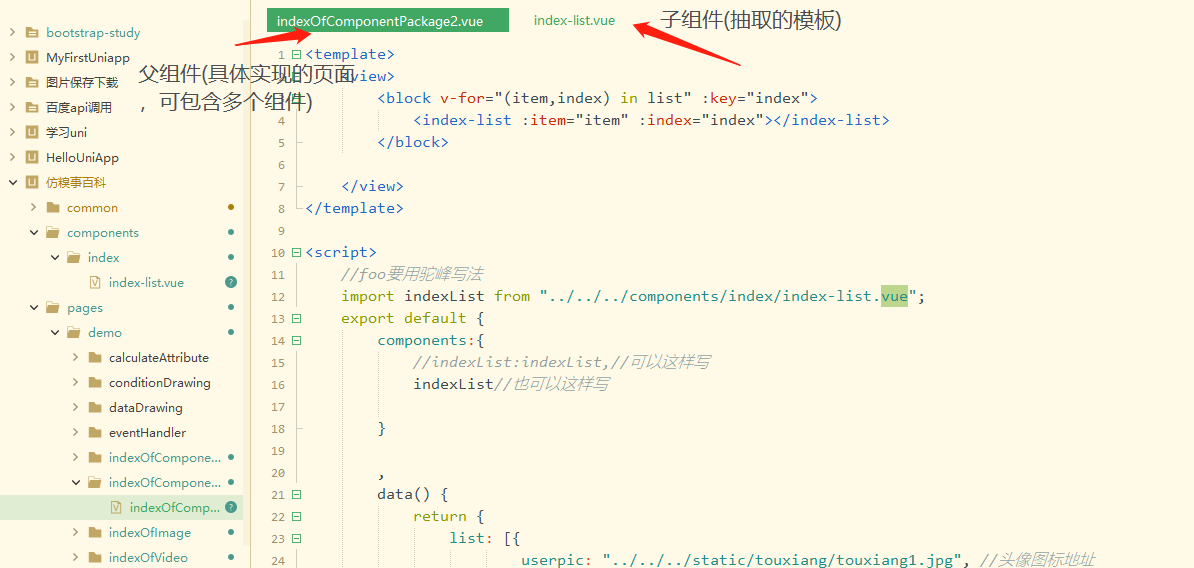 indexOfComponentPackage2.vue
index-list.vue
子组件(抽取的模板)
父组件(具体实现的页面
，可包含多个组件)
bootstrap-study
MyFirstUniapp
图片保存下载
百度api调用
学习uni
HelloUniApp
仿糗事百科
common
components
index
index-list.vue
pages
demo
calculateAttribute
conditionDrawing
dataDrawing
eventHandler
indexOfCompone...
indexOfCompone...
indexOfComp...
indexOfImage
indexOfVideo
1 <template>
view>
<block v-for="(item,index) in list" :key="index">
4 <index-list :item="item" :index="index"></index-list>
5 </block>
6
7 </view>
8 </template>
9
10 <script>
11 //foo要用驼峰写法
12 import indexList from "../../../components/index/index-list.vue";
13 export default {
14 components:{
15 //indexList:indexList,//可以这样写
16 indexList//也可以这样写
17
18 }
19
20 ,
21 data() {
22 return {
23 list: [{
24 userpic: "../../../static/touxiang/touxiang1.jpg", //头像图标地址